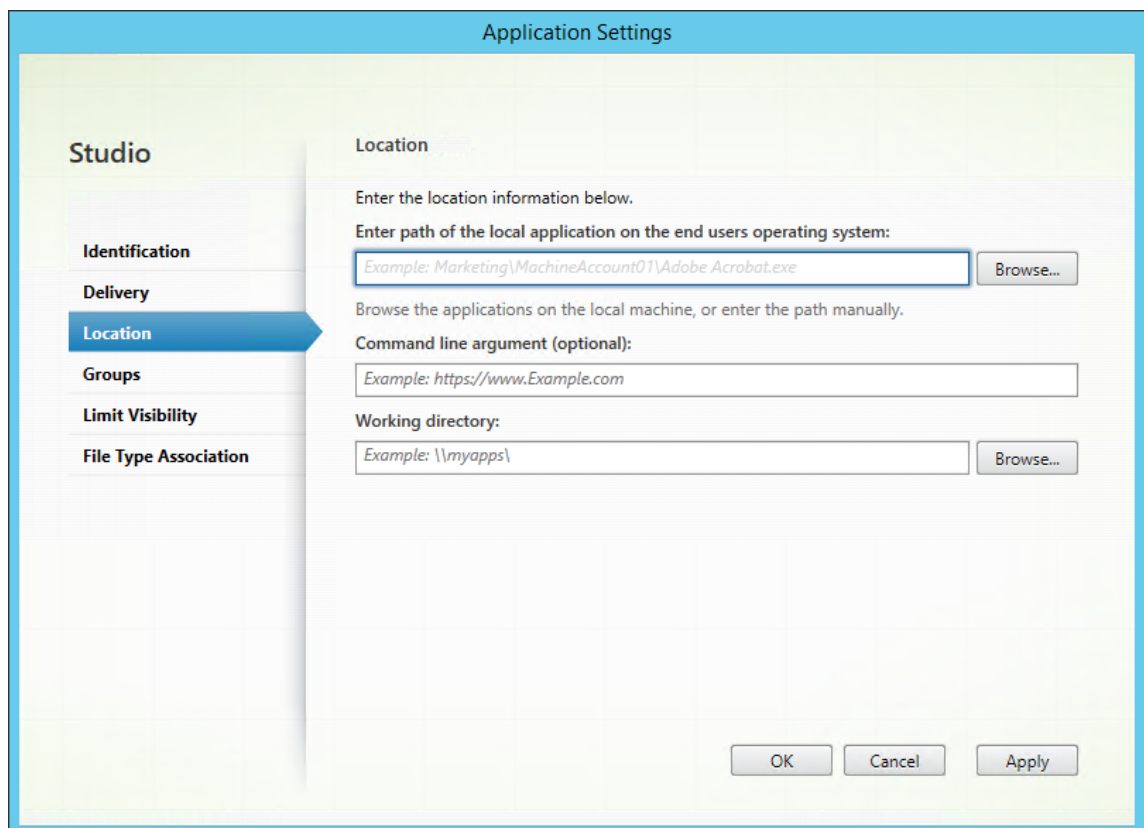 Application Settings
Studio
Identification
Delivery
Location
Groups
Limit Visibility
File Type Association
Location
Enter the location information below.
Enter path of the local application on the end users operating system:
Example: Marketing\MachineAccount01\Adobe Acrobat.exe
Browse...
Browse the applications on the local machine, or enter the path manually.
Command line argument (optional):
Example: https://www.Example.com
Working directory:
Example: \\myapps\
Browse...
OK
Cancel
Apply